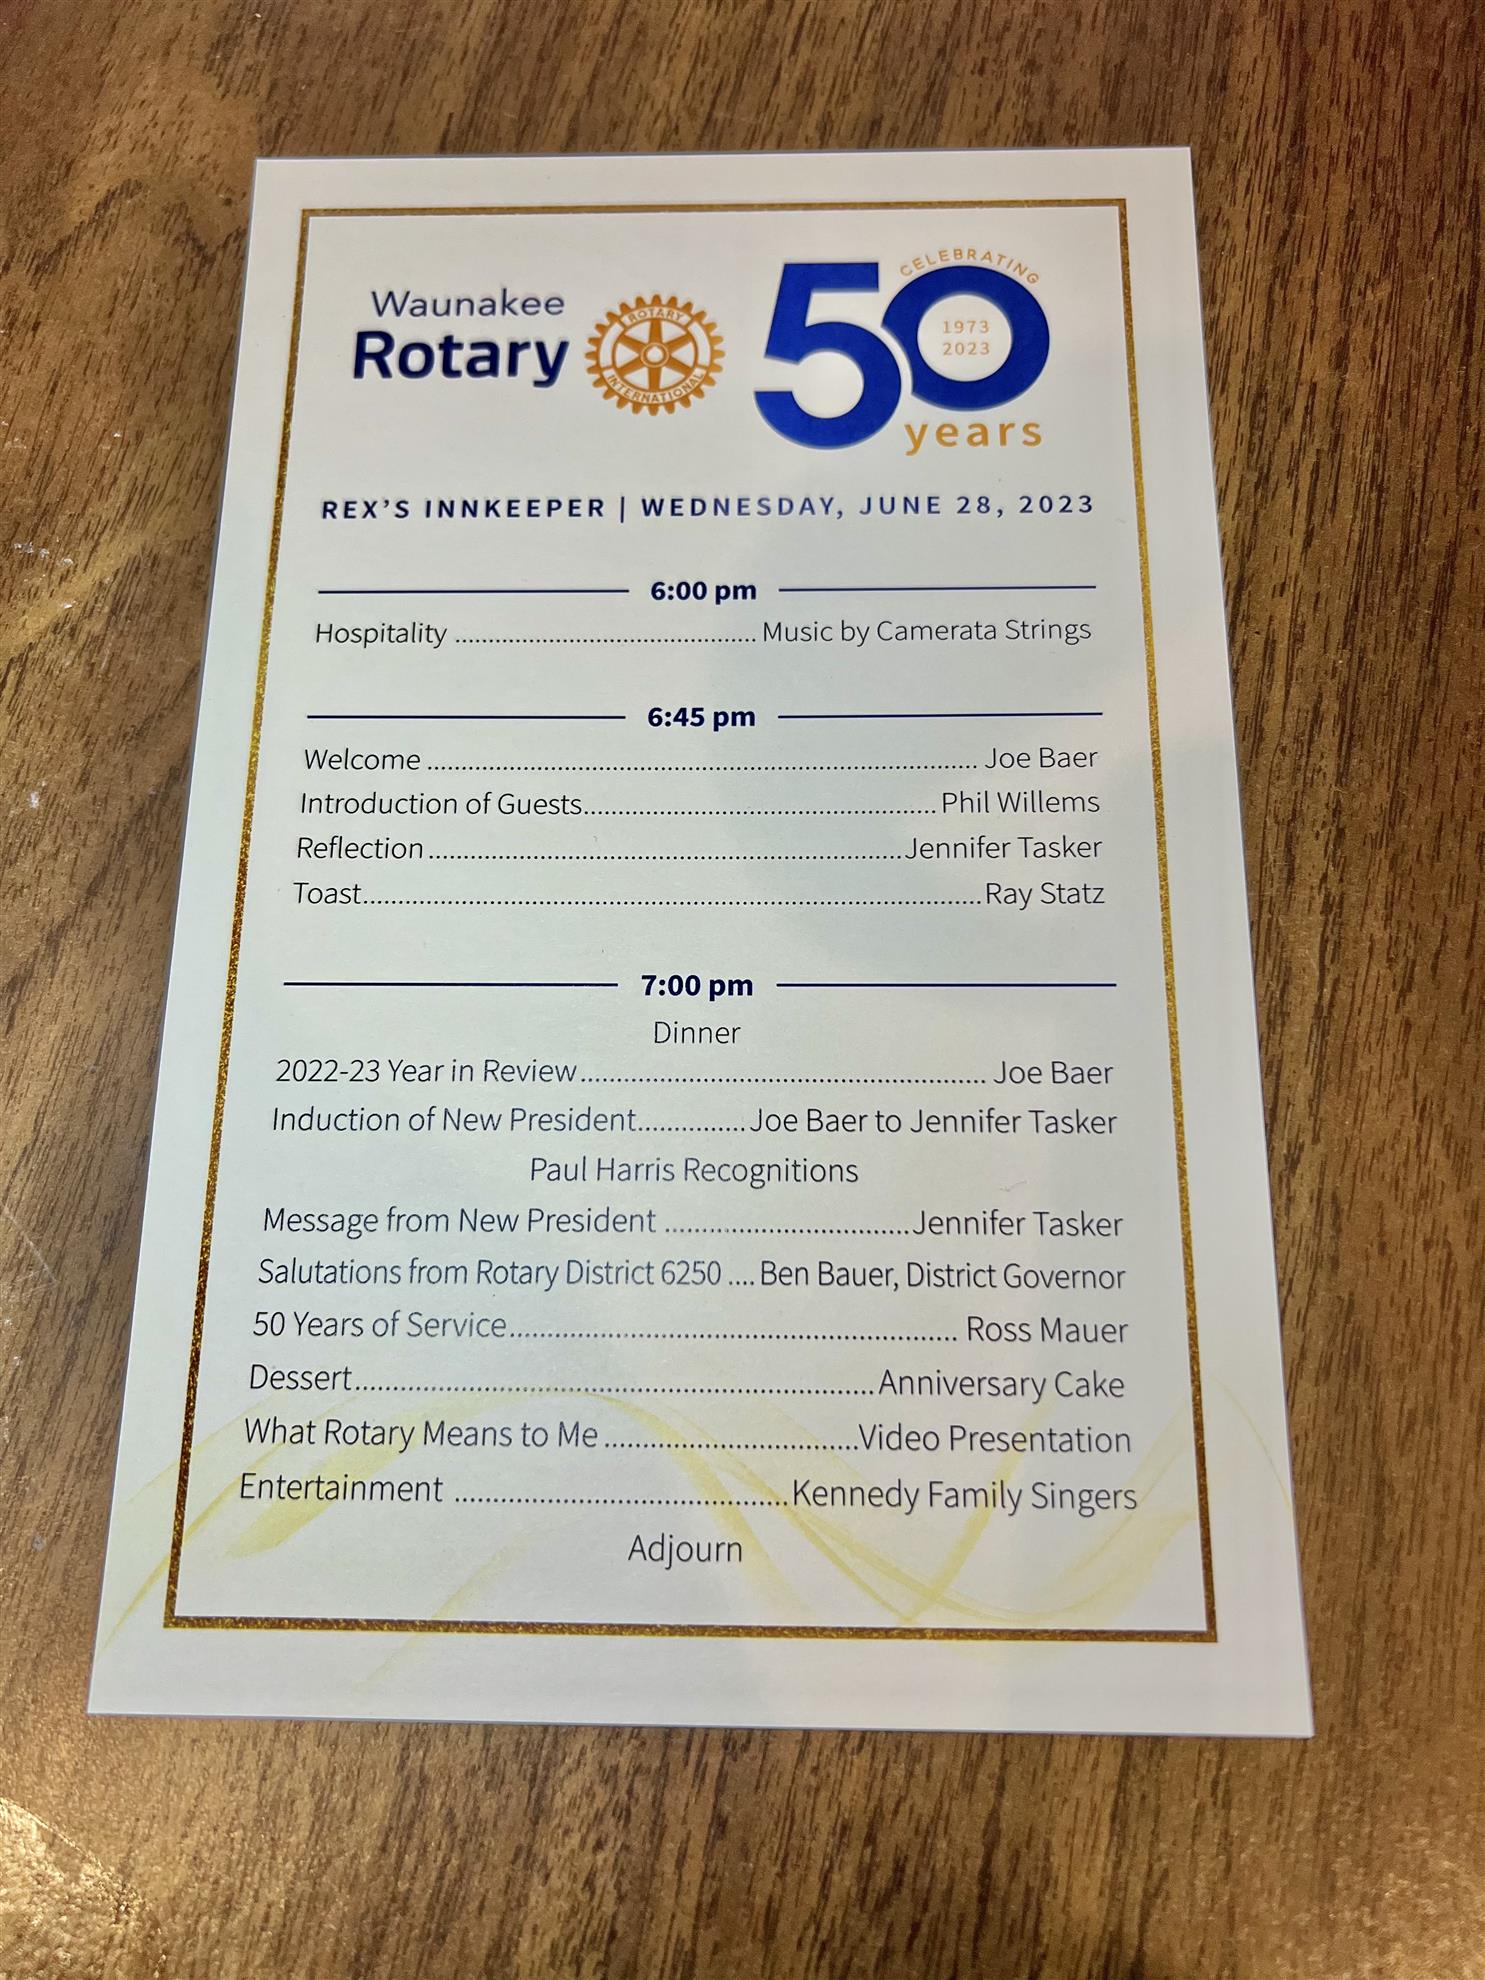 Waunakee
Rotary
ROTARY
INTERNATIONAL
CELEBRATING
50
1973
2023
years
REX'S INNKEEPER | WEDNESDAY, JUNE 28, 2023
6:00 pm
Hospitality ........................................ Music by Camerata Strings
6:45 pm
Welcome ........................................ Joe Baer
Introduction of Guests........................................ Phil Willems
Reflection ........................................ Jennifer Tasker
Toast........................................ Ray Statz
7:00 pm
Dinner
2022-23 Year in Review........................................ Joe Baer
Induction of New President.............. Joe Baer to Jennifer Tasker
Paul Harris Recognitions
Message from New President ................................ Jennifer Tasker
Salutations from Rotary District 6250 .... Ben Bauer, District Governor
50 Years of Service........................................ Ross Mauer
Dessert........................................ Anniversary Cake
What Rotary Means to Me ................................ Video Presentation
Entertainment ........................................ Kennedy Family Singers
Adjourn